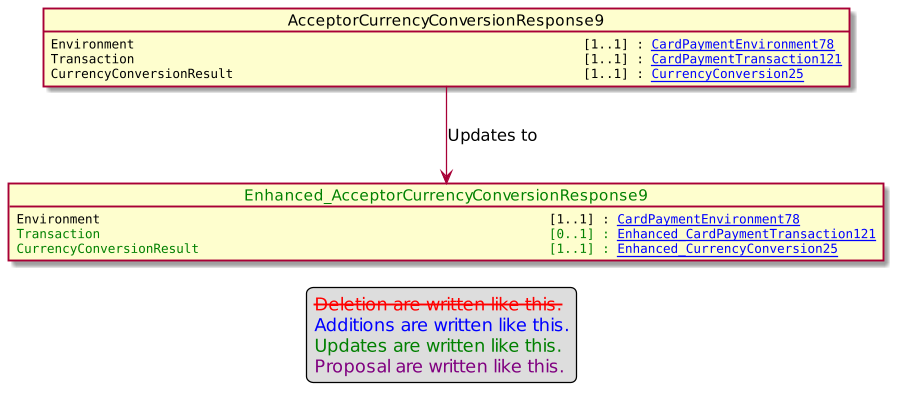 AcceptorCurrencyConversionResponse9
Environment [1..1] : CardPaymentEnvironment78
Transaction [1..1] : CardPaymentTransaction121
CurrencyConversionResult [1..1] : CurrencyConversion25
Updates to
Enhanced_AcceptorCurrencyConversionResponse9
Environment [1..1] : CardPaymentEnvironment78
Transaction [0..1] : Enhanced_CardPaymentTransaction121
CurrencyConversionResult [1..1] : Enhanced_CurrencyConversion25
Deletion are written like this.
Additions are written like this.
Updates are written like this.
Proposal are written like this.